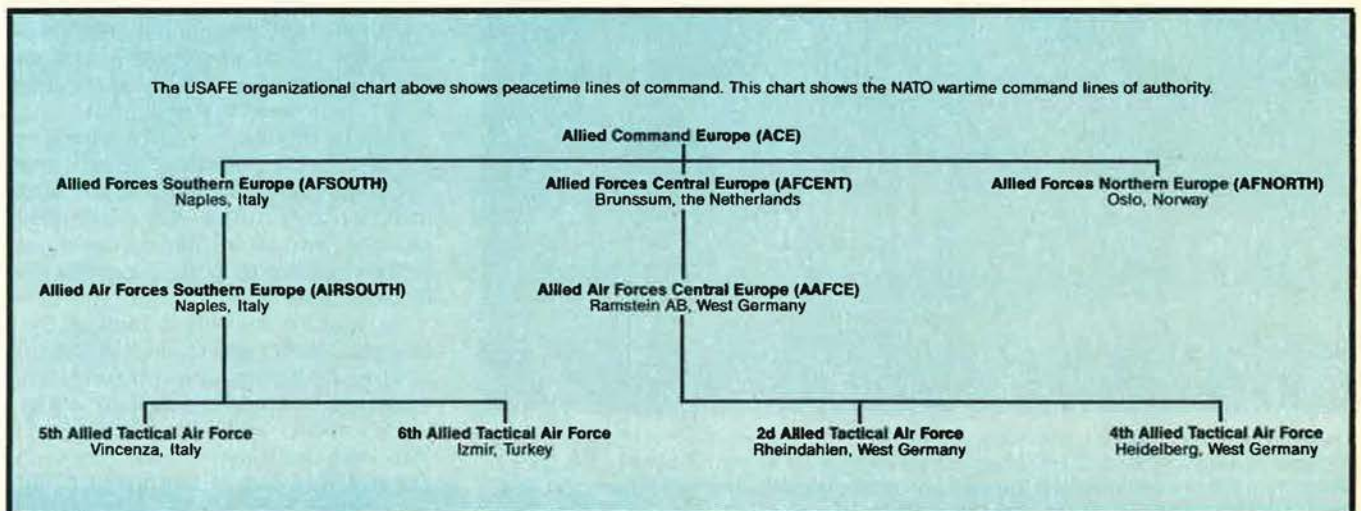 The USAFE organizational chart above shows peacetime lines of command. This chart shows the NATO wartime command lines of authority.
Allied Command Europe (ACE)
Allied Forces Southern Europe (AFSOUTH)
Naples, Italy
Allied Forces Central Europe (AFCENT)
Brunssum, the Netherlands
Allied Forces Northern Europe (AFNORTH)
Oslo, Norway
Allied Air Forces Southern Europe (AIRSOUTH)
Naples, Italy
Allied Air Forces Central Europe (AAFCE)
Ramstein AB, West Germany
5th Allied Tactical Air Force
Vincenza, Italy
6th Allied Tactical Air Force
Izmir, Turkey
2d Allied Tactical Air Force
Rheindahlen, West Germany
4th Allied Tactical Air Force
Heidelberg, West Germany